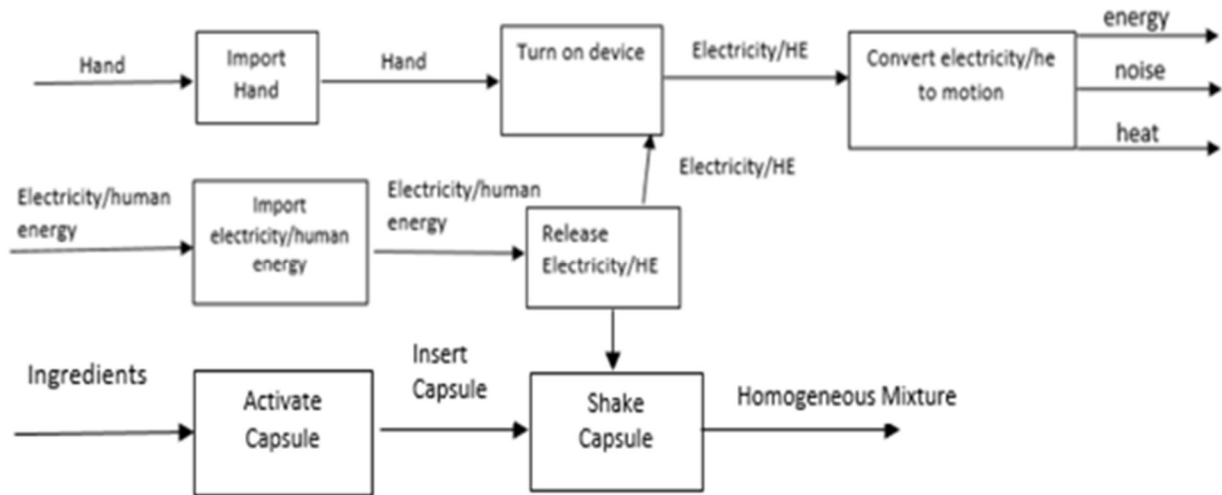 Hand
Import
Hand
Hand
Turn on device
Electricity/HE
Convert electricity/he
to motion
energy
noise
heat
Electricity/HE
Electricity/human
energy
Import
electricity/human
energy
Electricity/human
energy
Release
Electricity/HE
Ingredients
Activate
Capsule
Insert
Capsule
Shake
Capsule
Homogeneous Mixture